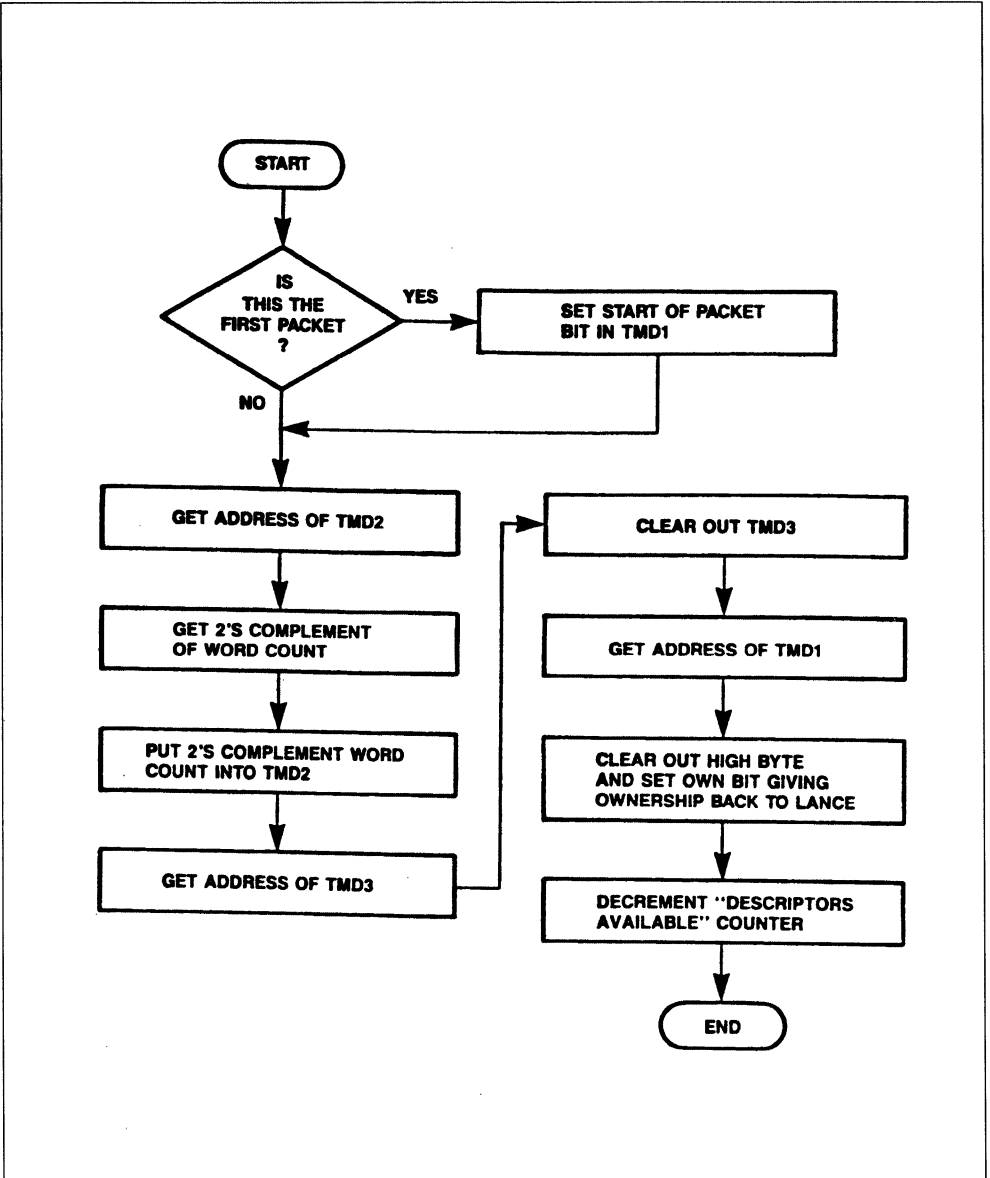 START
IS
THIS THE
FIRST PACKET
?
YES
SET START OF PACKET
BIT IN TMD1
NO
GET ADDRESS OF TMD2
GET 2'S COMPLEMENT
OF WORD COUNT
PUT 2'S COMPLEMENT WORD
COUNT INTO TMD2
GET ADDRESS OF TMD3
CLEAR OUT TMD3
GET ADDRESS OF TMD1
CLEAR OUT HIGH BYTE
AND SET OWN BIT GIVING
OWNERSHIP BACK TO LANCE
DECREMENT "DESCRIPTORS
AVAILABLE" COUNTER
END